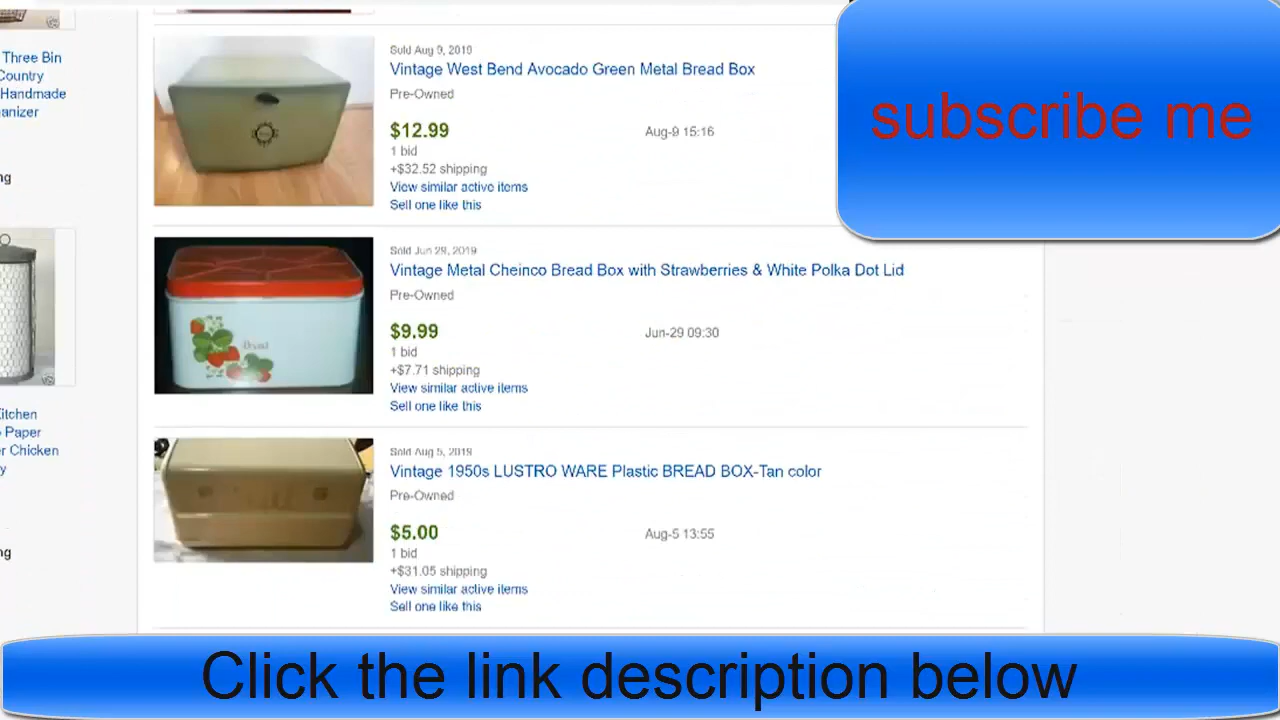 Three Bin
Country
Handmade
anizer
ng
Kitchen
Paper
er Chicken
y
ng
Sold Aug 9, 2019
Vintage West Bend Avocado Green Metal Bread Box
Pre-Owned
$12.99
Aug-9 15:16
1 bid
+$32.52 shipping
View similar active items
Sell one like this
Sold Jun 29, 2019
Vintage Metal Cheinco Bread Box with Strawberries & White Polka Dot Lid
Pre-Owned
$9.99
Jun-29 09:30
1 bid
+$7.71 shipping
View similar active items
Sell one like this
Bread
Sold Aug 5, 2019
Vintage 1950s LUSTRO WARE Plastic BREAD BOX-Tan color
Pre-Owned
$5.00
Aug-5 13:55
1 bid
+$31.05 shipping
View similar active items
Sell one like this
subscribe me
Click the link description below